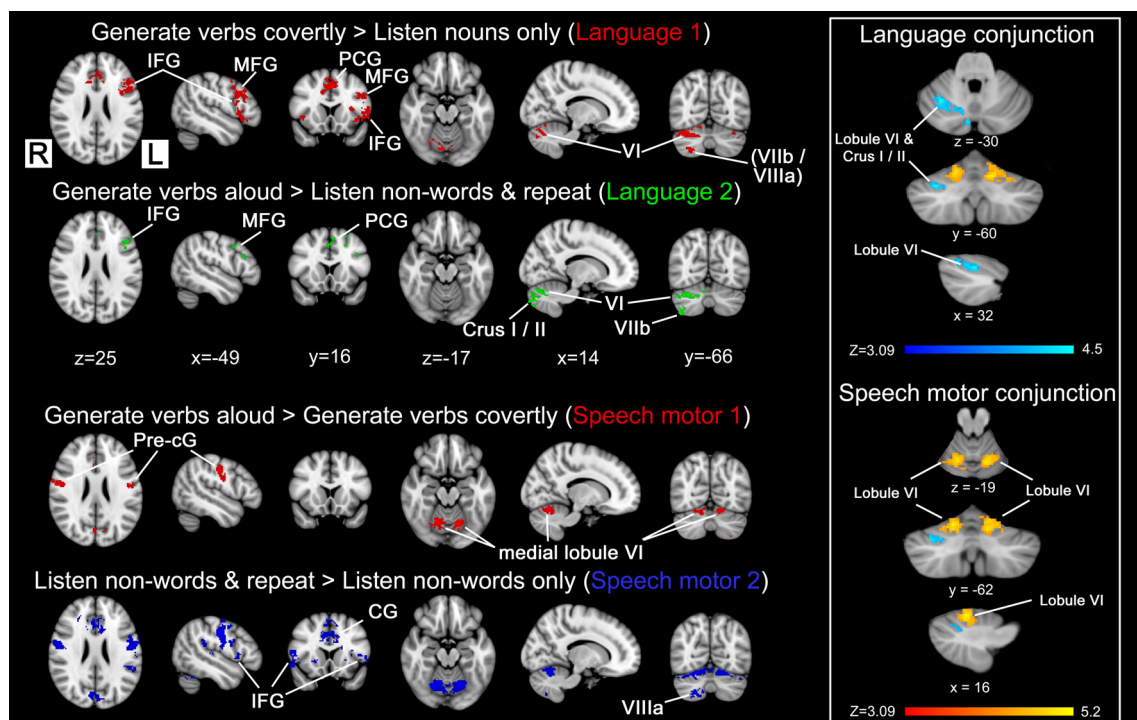 Generate verbs covertly > Listen nouns only (Language 1)
IFG
MFG
PCG
MFG
IFG
R
L
VI
(VIIb /
VIIIa)
Generate verbs aloud > Listen non-words & repeat (Language 2)
IFG
MFG
PCG
VI
Crus I / II
VIIb
z=25
x=-49
y=16
z=-17
x=14
y=-66
Generate verbs aloud > Generate verbs covertly (Speech motor 1)
Pre-cG
medial lobule VI
Listen non-words & repeat > Listen non-words only (Speech motor 2)
CG
IFG
VIIIa
Language conjunction
Lobule VI &
Crus I / II
z = -30
y = -60
Lobule VI
x = 32
Z=3.09
4.5
Speech motor conjunction
Lobule VI
Lobule VI
z = -19
y = -62
Lobule VI
x = 16
Z=3.09
5.2